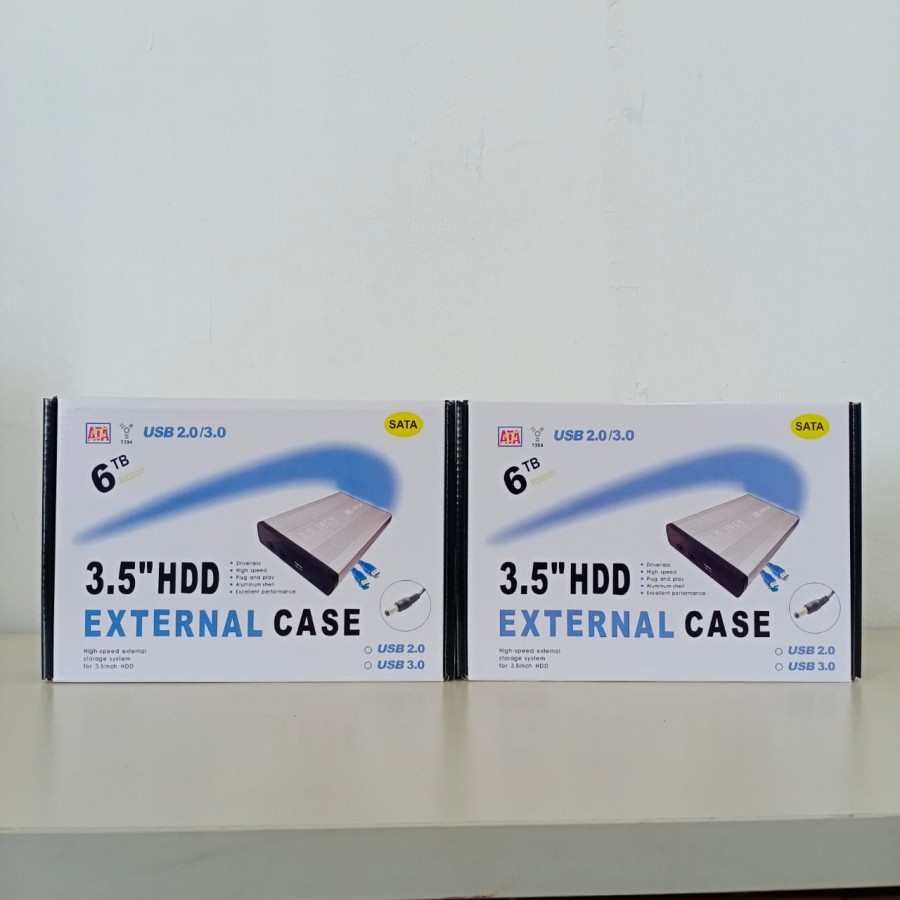 ATA
1394
USB 2.0/3.0
SATA
6 TB
support
3.5" HDD
• Driverless
• High speed
• Plug and play
• Aluminum shell
• Excellent performance
EXTERNAL CASE
High-speed external
storage system
for 3.5inch HDD
USB 2.0
USB 3.0
ATA
1394
USB 2.0/3.0
SATA
6 TB
support
3.5" HDD
• Driverless
• High speed
• Plug and play
• Aluminum shell
• Excellent performance
EXTERNAL CASE
High-speed external
storage system
for 3.5inch HDD
USB 2.0
USB 3.0